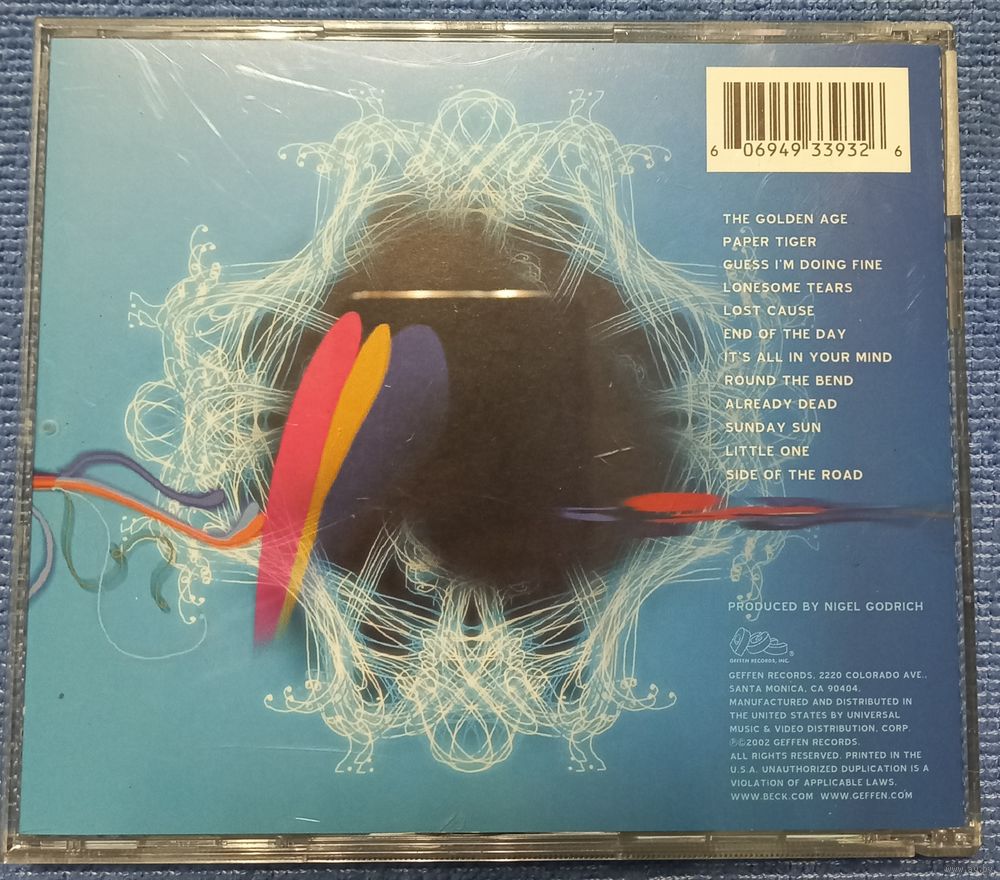 6 06949 33932 6
THE GOLDEN AGE
PAPER TIGER
GUESS I'M DOING FINE
LONESOME TEARS
LOST CAUSE
END OF THE DAY
IT'S ALL IN YOUR MIND
ROUND THE BEND
ALREADY DEAD
SUNDAY SUN
LITTLE ONE
SIDE OF THE ROAD
PRODUCED BY NIGEL GODRICH
®
GEFFEN RECORDS, INC.
GEFFEN RECORDS, 2220 COLORADO AVE.,
SANTA MONICA, CA 90404.
MANUFACTURED AND DISTRIBUTED IN
THE UNITED STATES BY UNIVERSAL
MUSIC & VIDEO DISTRIBUTION, CORP.
℗©2002 GEFFEN RECORDS.
ALL RIGHTS RESERVED. PRINTED IN THE
U.S.A. UNAUTHORIZED DUPLICATION IS A
VIOLATION OF APPLICABLE LAWS.
WWW.BECK.COM WWW.GEFFEN.COM